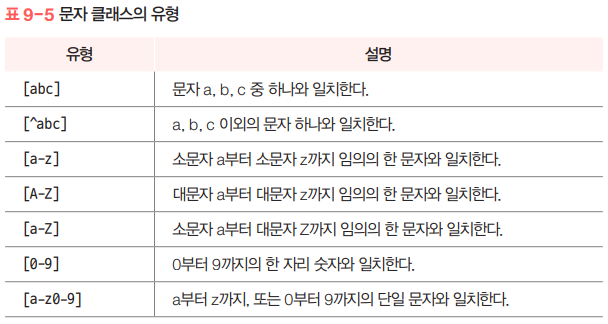 표 9-5 문자 클래스의 유형
유형 설명
[abc] 문자 a, b, c 중 하나와 일치한다.
[^abc] a, b, c 이외의 문자 하나와 일치한다.
[a-z] 소문자 a부터 소문자 z까지 임의의 한 문자와 일치한다.
[A-Z] 대문자 a부터 대문자 z까지 임의의 한 문자와 일치한다.
[a-Z] 소문자 a부터 대문자 Z까지 임의의 한 문자와 일치한다.
[0-9] 0부터 9까지의 한 자리 숫자와 일치한다.
[a-z0-9] a부터 z까지, 또는 0부터 9까지의 단일 문자와 일치한다.